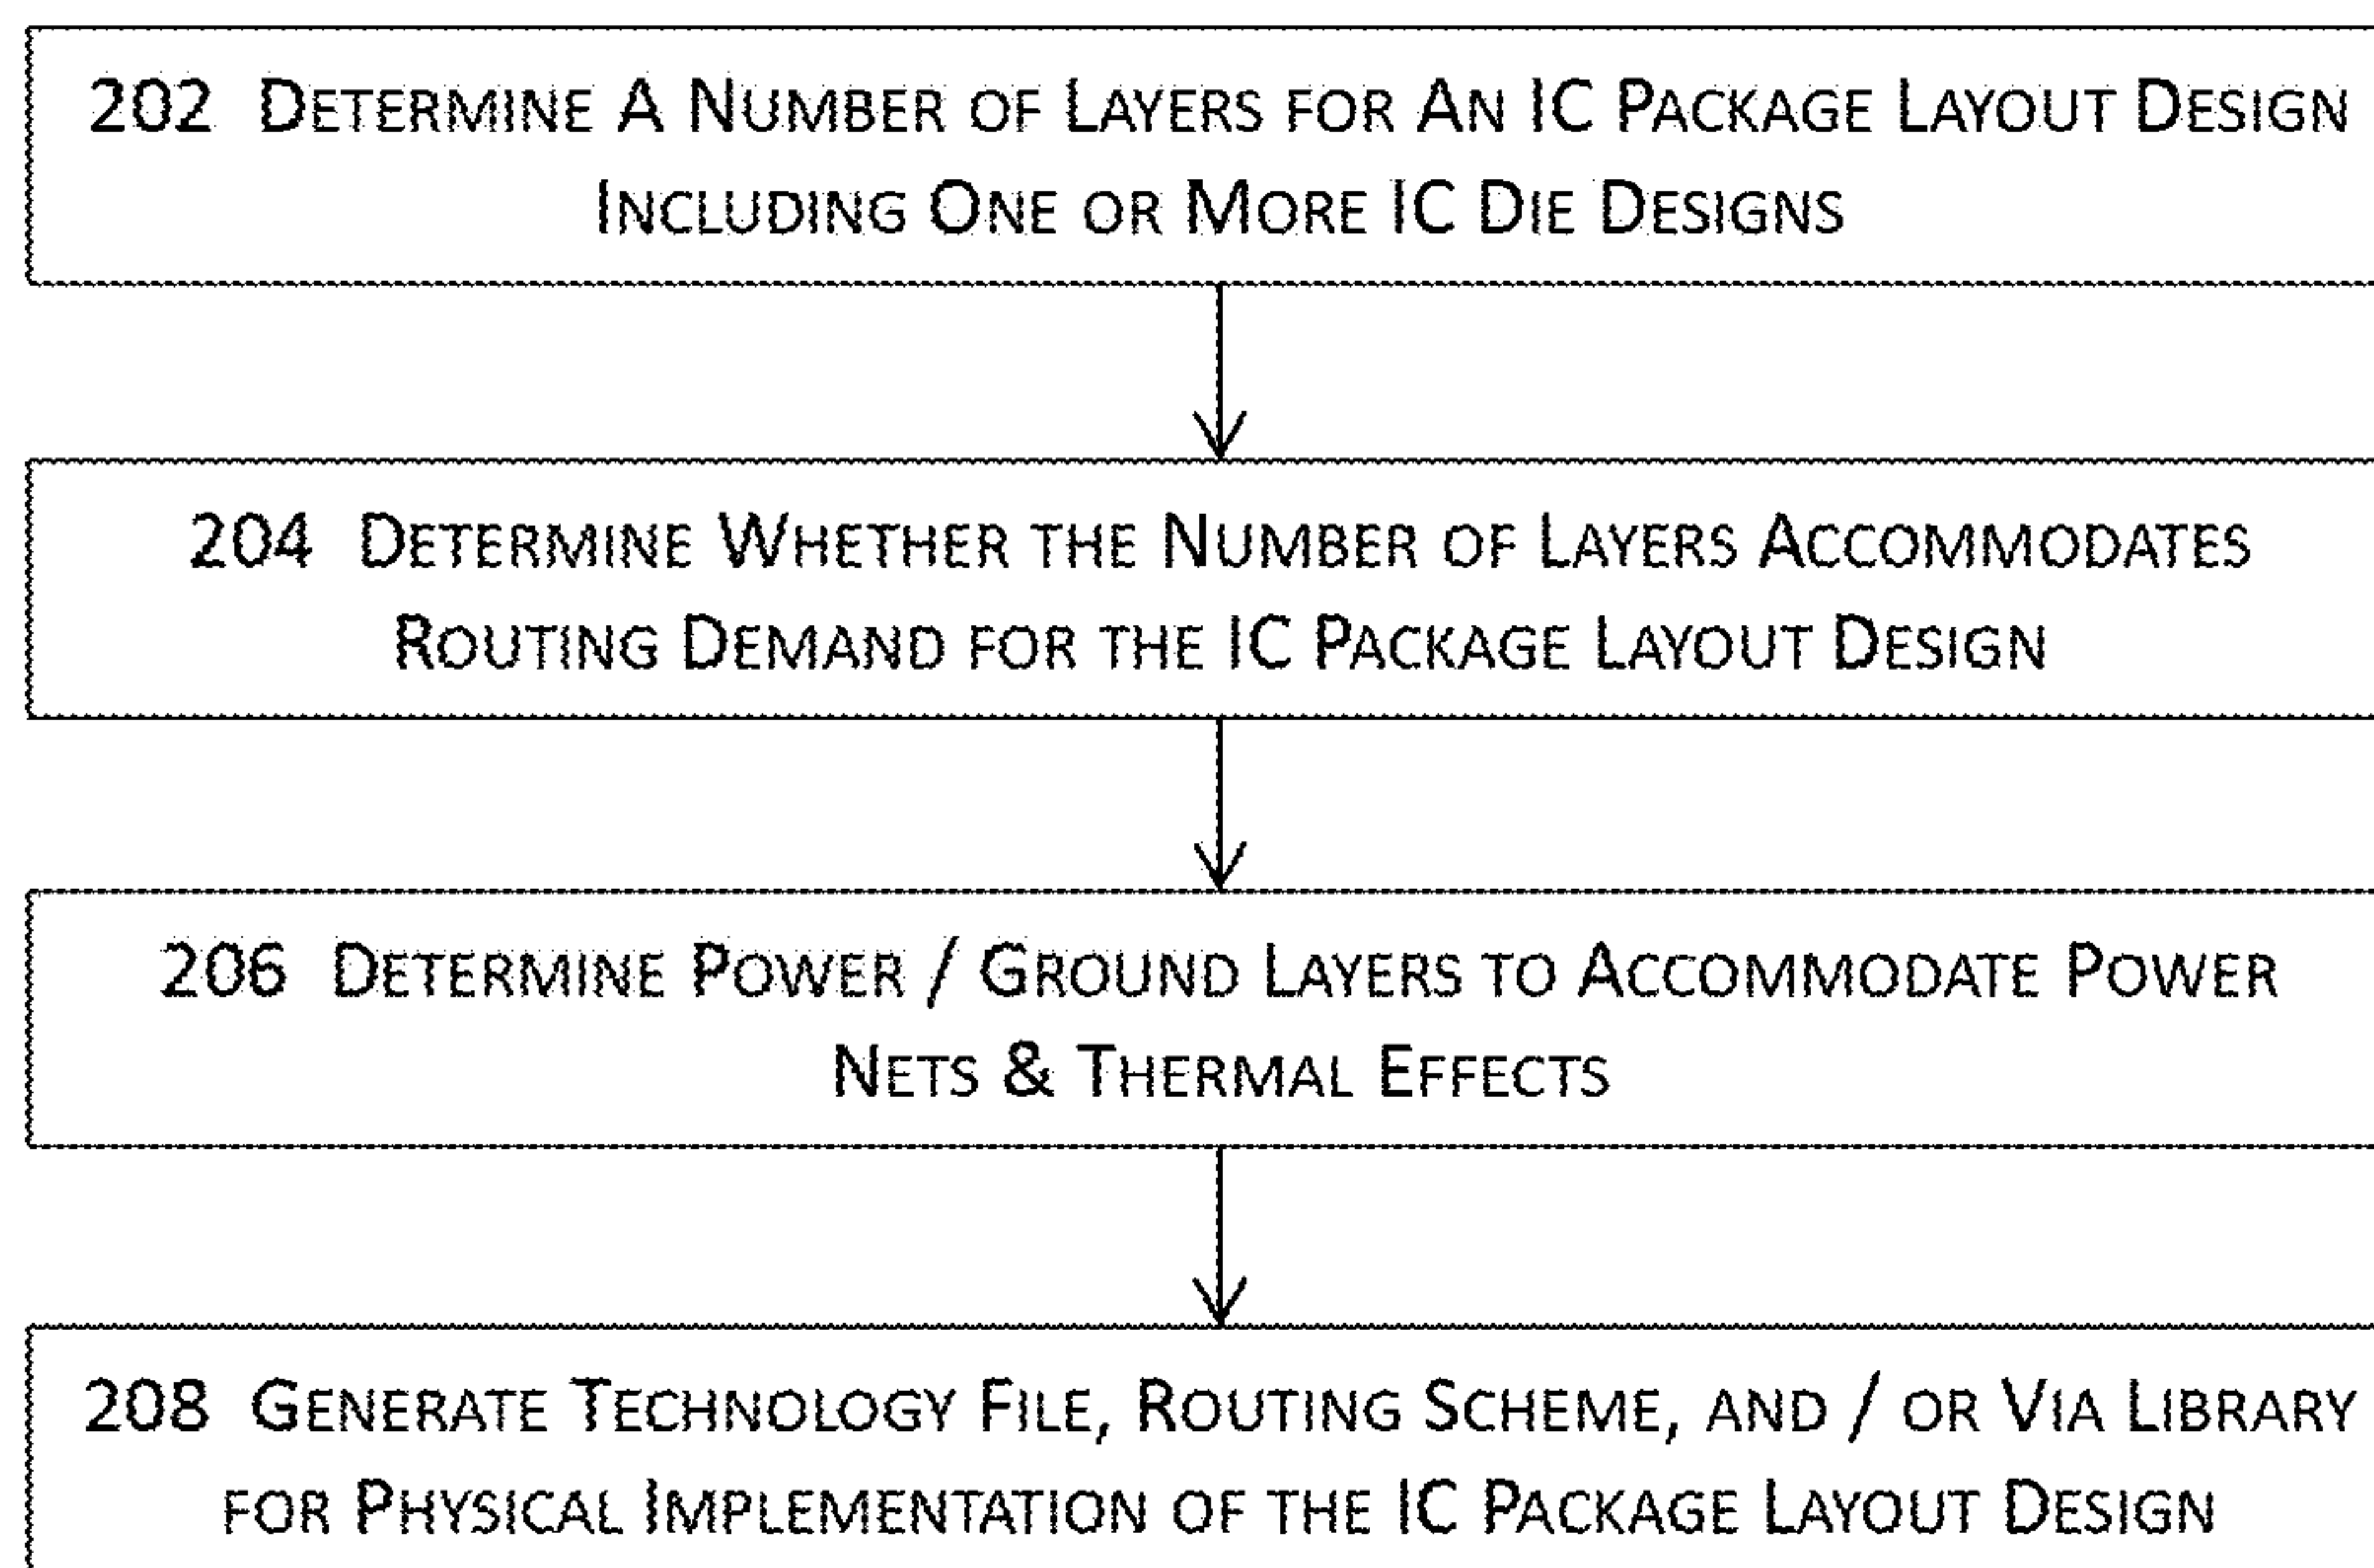 202 Determine A Number of Layers for An IC Package Layout Design
Including One or More IC Die Designs
204 Determine Whether the Number of Layers Accommodates
Routing Demand for the IC Package Layout Design
206 Determine Power / Ground Layers to Accommodate Power
Nets & Thermal Effects
208 Generate Technology File, Routing Scheme, and / or Via Library
for Physical Implementation of the IC Package Layout Design